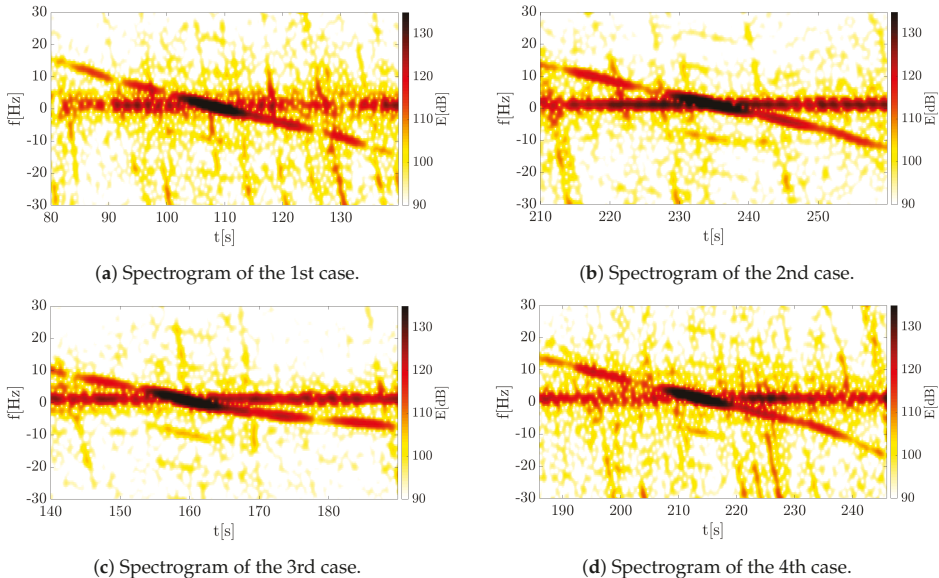 30
20
10
0
-10
-20
-30
f[Hz]
80 90 100 110 120 130
t[s]
130
120
110
100
90
E[dB]
(a) Spectrogram of the 1st case.
30
20
10
0
-10
-20
-30
f[Hz]
210 220 230 240 250
t[s]
130
120
110
100
90
E[dB]
(b) Spectrogram of the 2nd case.
30
20
10
0
-10
-20
-30
f[Hz]
140 150 160 170 180
t[s]
130
120
110
100
90
E[dB]
(c) Spectrogram of the 3rd case.
30
20
10
0
-10
-20
-30
f[Hz]
190 200 210 220 230 240
t[s]
130
120
110
100
90
E[dB]
(d) Spectrogram of the 4th case.